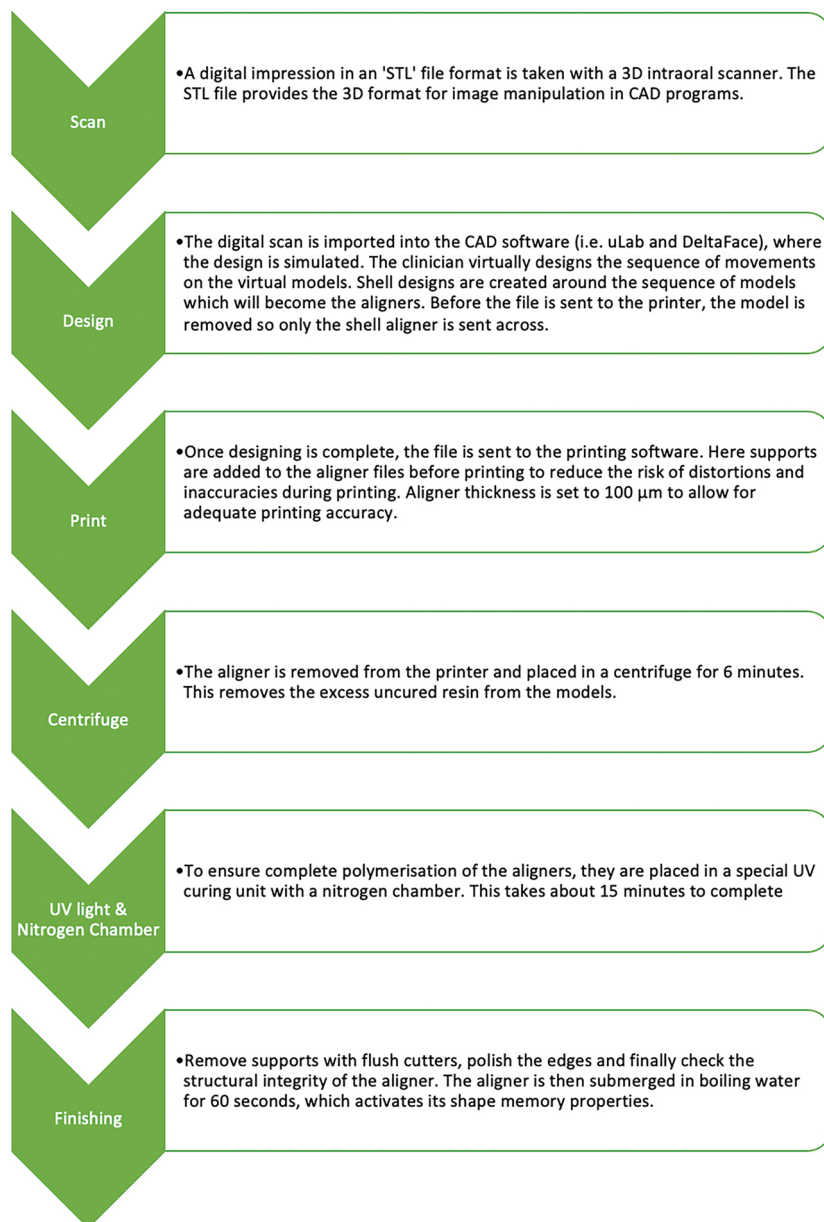 Scan
•A digital impression in an 'STL' file format is taken with a 3D intraoral scanner. The
STL file provides the 3D format for image manipulation in CAD programs.
Design
•The digital scan is imported into the CAD software (i.e. uLab and DeltaFace), where
the design is simulated. The clinician virtually designs the sequence of movements
on the virtual models. Shell designs are created around the sequence of models
which will become the aligners. Before the file is sent to the printer, the model is
removed so only the shell aligner is sent across.
Print
•Once designing is complete, the file is sent to the printing software. Here supports
are added to the aligner files before printing to reduce the risk of distortions and
inaccuracies during printing. Aligner thickness is set to 100 µm to allow for
adequate printing accuracy.
Centrifuge
•The aligner is removed from the printer and placed in a centrifuge for 6 minutes.
This removes the excess uncured resin from the models.
UV light &
Nitrogen Chamber
•To ensure complete polymerisation of the aligners, they are placed in a special UV
curing unit with a nitrogen chamber. This takes about 15 minutes to complete
Finishing
•Remove supports with flush cutters, polish the edges and finally check the
structural integrity of the aligner. The aligner is then submerged in boiling water
for 60 seconds, which activates its shape memory properties.